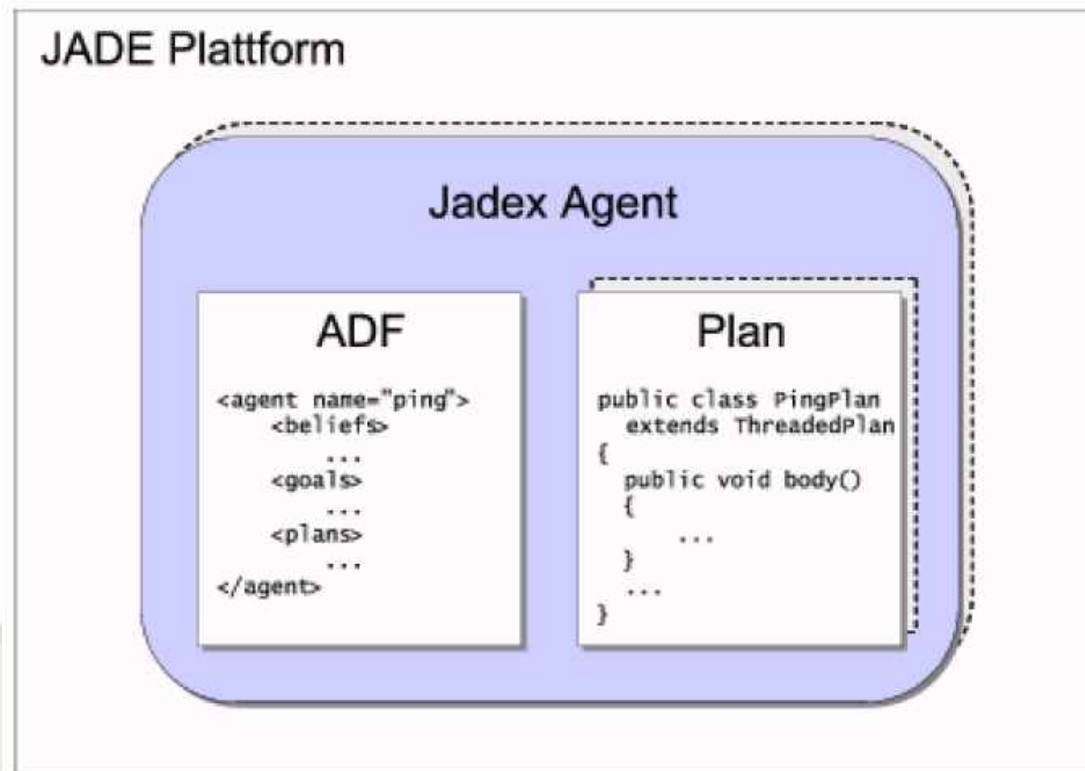 JADE Plattform
Jadex Agent
ADF
<agent name="ping">
<beliefs>
...
<goals>
...
<plans>
...
</agent>
Plan
public class PingPlan
extends ThreadedPlan
{
public void body()
{
...
}
...
}